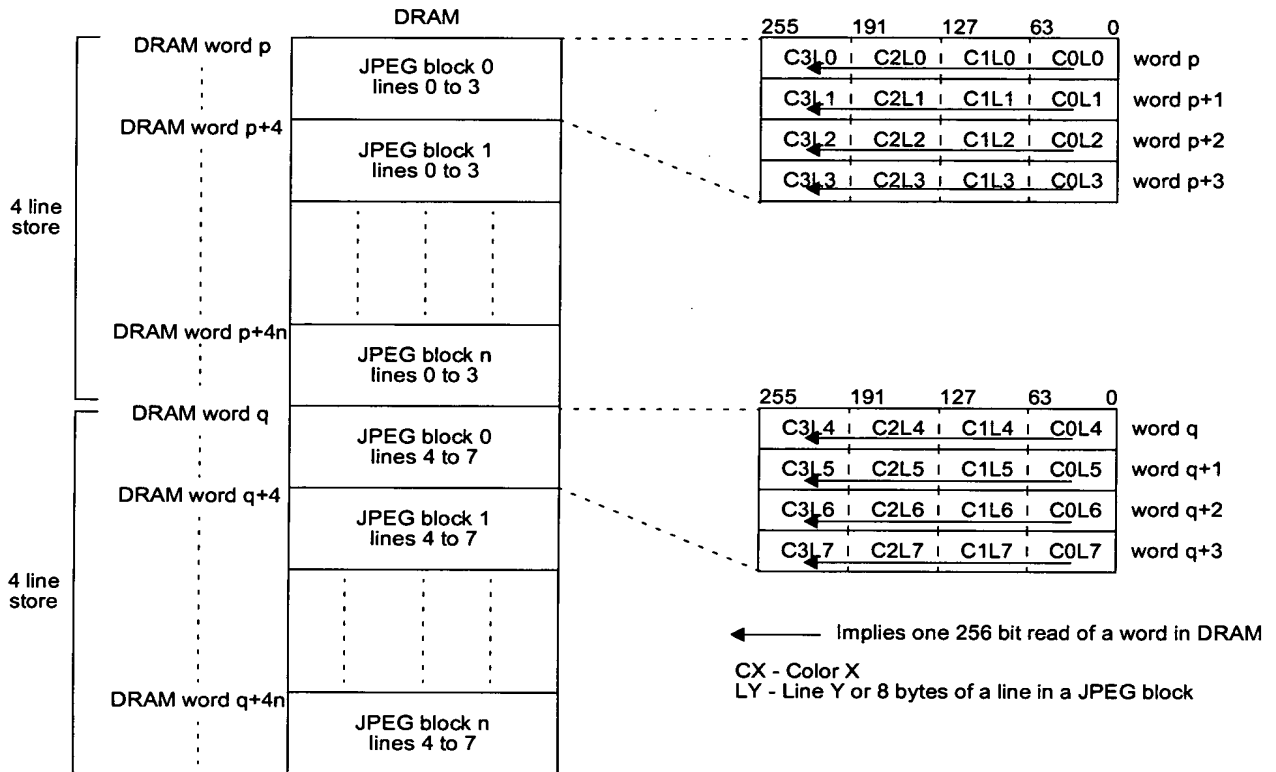 DRAM
DRAM word p
JPEG block 0
lines 0 to 3
DRAM word p+4
JPEG block 1
lines 0 to 3
4 line
store
DRAM word p+4n
JPEG block n
lines 0 to 3
DRAM word q
JPEG block 0
lines 4 to 7
DRAM word q+4
JPEG block 1
lines 4 to 7
4 line
store
DRAM word q+4n
JPEG block n
lines 4 to 7
255 191 127 63 0
C3L0 C2L0 C1L0 C0L0 word p
C3L1 C2L1 C1L1 C0L1 word p+1
C3L2 C2L2 C1L2 C0L2 word p+2
C3L3 C2L3 C1L3 C0L3 word p+3
255 191 127 63 0
C3L4 C2L4 C1L4 C0L4 word q
C3L5 C2L5 C1L5 C0L5 word q+1
C3L6 C2L6 C1L6 C0L6 word q+2
C3L7 C2L7 C1L7 C0L7 word q+3
Implies one 256 bit read of a word in DRAM
CX - Color X
LY - Line Y or 8 bytes of a line in a JPEG block